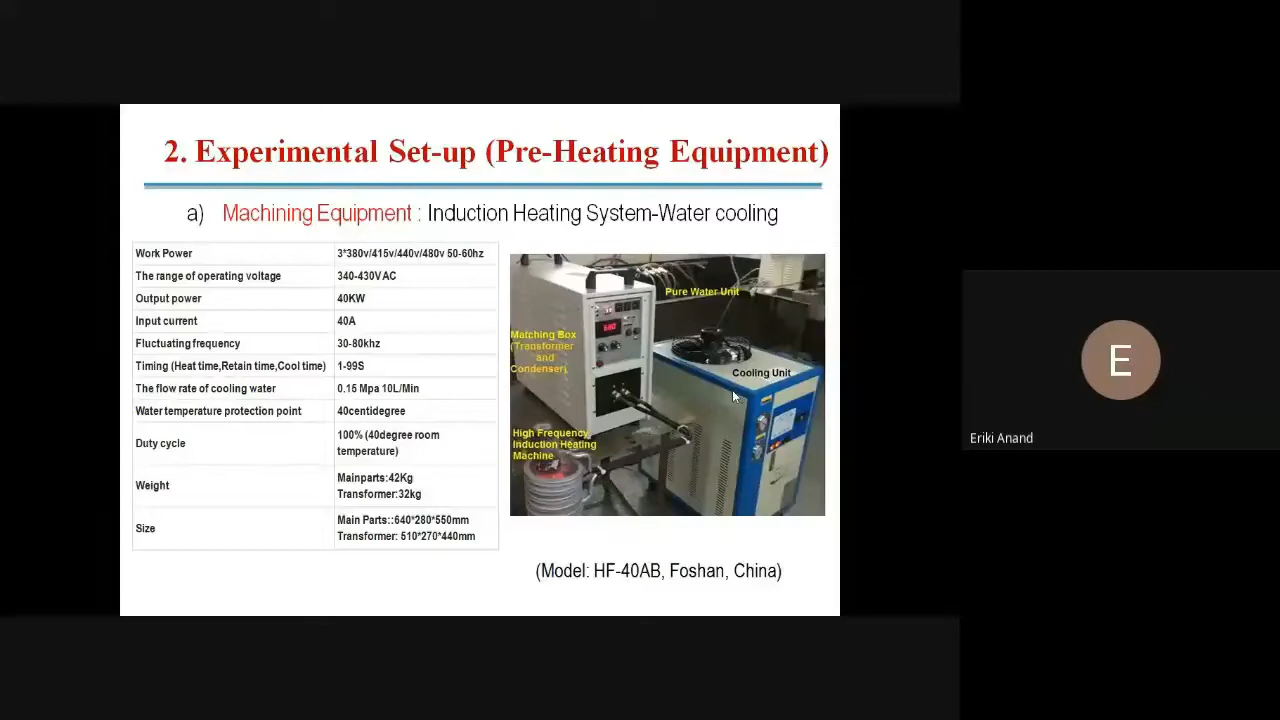 2. Experimental Set-up (Pre-Heating Equipment)
a) Machining Equipment : Induction Heating System-Water cooling
Work Power 3*380v/415v/440v/480v 50-60hz
The range of operating voltage 340-430VAC
Output power 40KW
Input current 40A
Fluctuating frequency 30-80khz
Timing (Heat time,Retain time,Cool time) 1-99S
The flow rate of cooling water 0.15 Mpa 10L/Min
Water temperature protection point 40centidegree
Duty cycle 100% (40degree room
temperature)
Weight Mainparts:42Kg
Transformer:32kg
Size Main Parts::640*280*550mm
Transformer: 510*270*440mm
Pure Water Unit
Matching Box
(Transformer
and
Condenser)
Cooling Unit
High Frequency
Induction Heating
Machine
(Model: HF-40AB, Foshan, China)
E
Eriki Anand